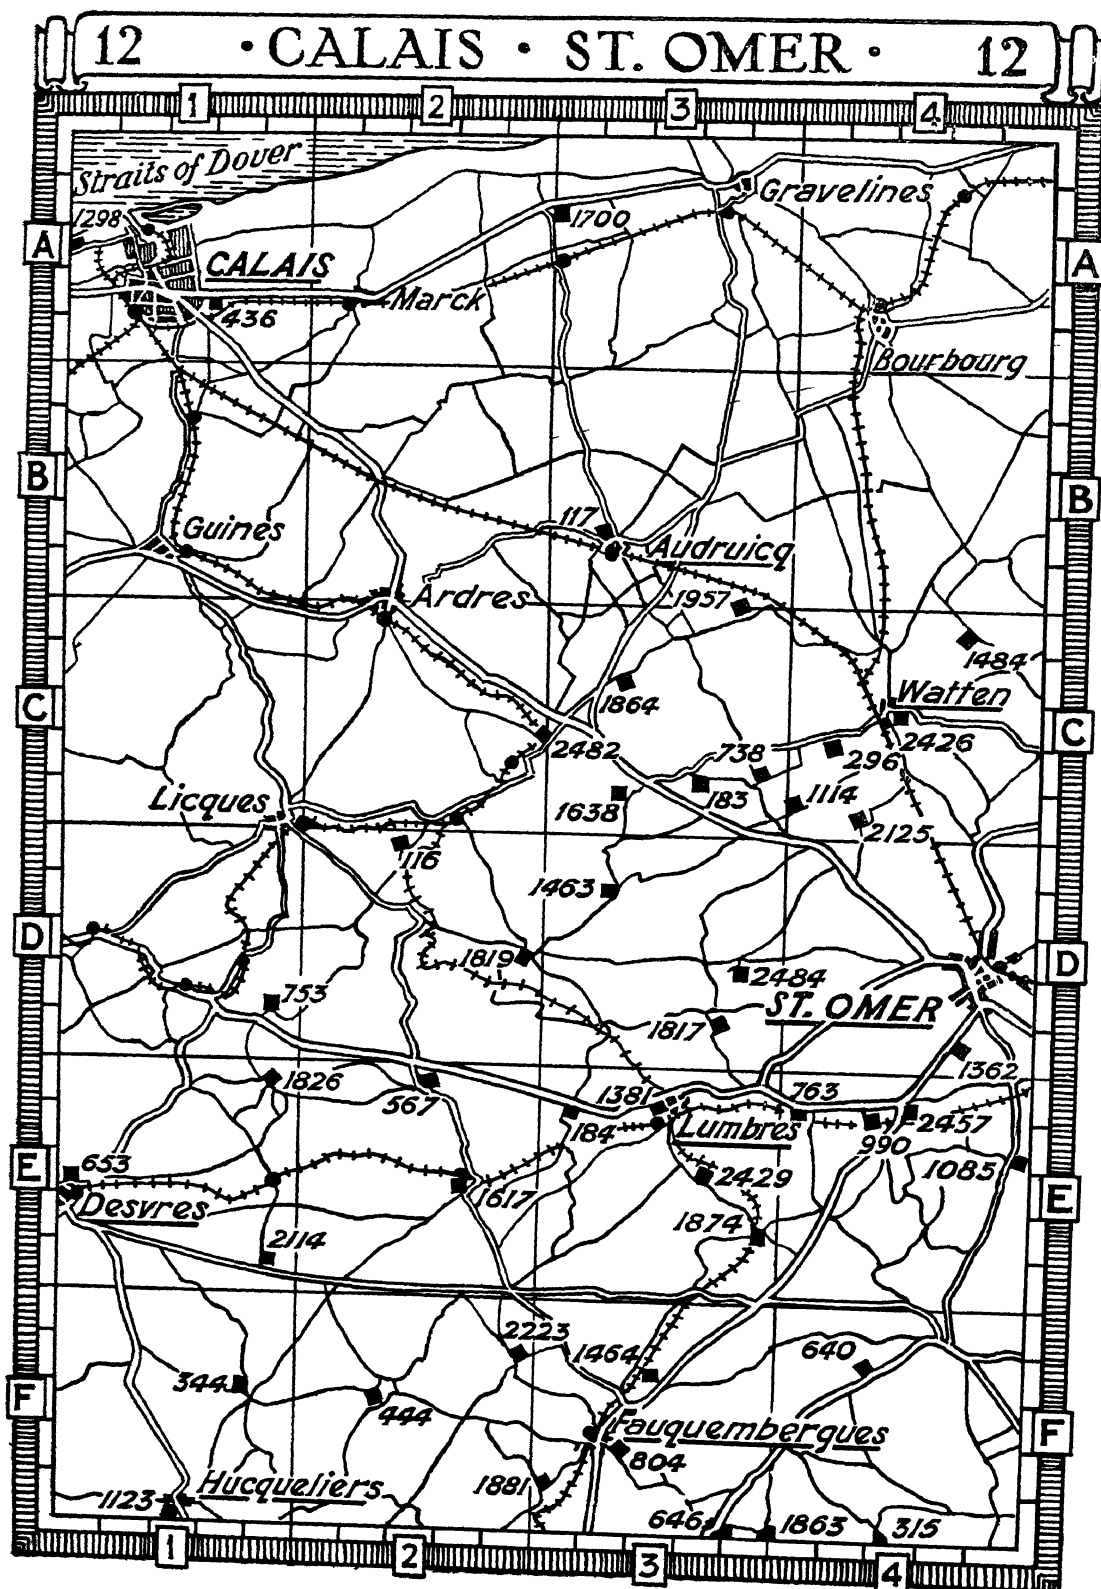 12 · CALAIS · ST. OMER · 12
1 2 3 4
Straits of Dover
Gravelines
1298
1700
A
CALAIS
A
Marck
436
Bourbourg
B
B
117
Guines
Audruicq
Ardres
1957
1484
1864
Watten
C
C
2482
738
2426
296
Licques
1638
183
1114
2125
116
1463
D
1819
D
2484
753
ST. OMER
1817
1362
1826
1381
763
567
184
Lumbres
2457
990
E
653
1085
2429
E
1617
Desvres
1874
2114
2223
1464
640
344
F
444
Fauquembergues
F
804
Hucqueliers
1881
1123
646
1863
315
1 2 3 4